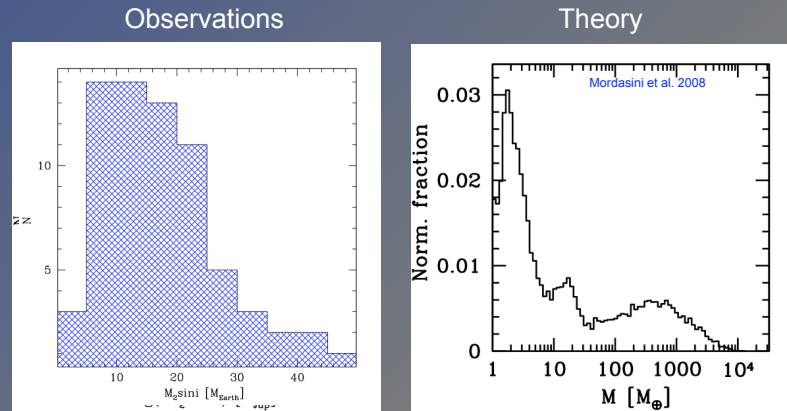 Observations
Theory
10
5
N
N
10
20
30
40
M₂sini [M_Earth]
Mordasini et al. 2008
0.03
0.02
0.01
0
Norm. fraction
1
10
100
1000
10⁴
M [M⊕]